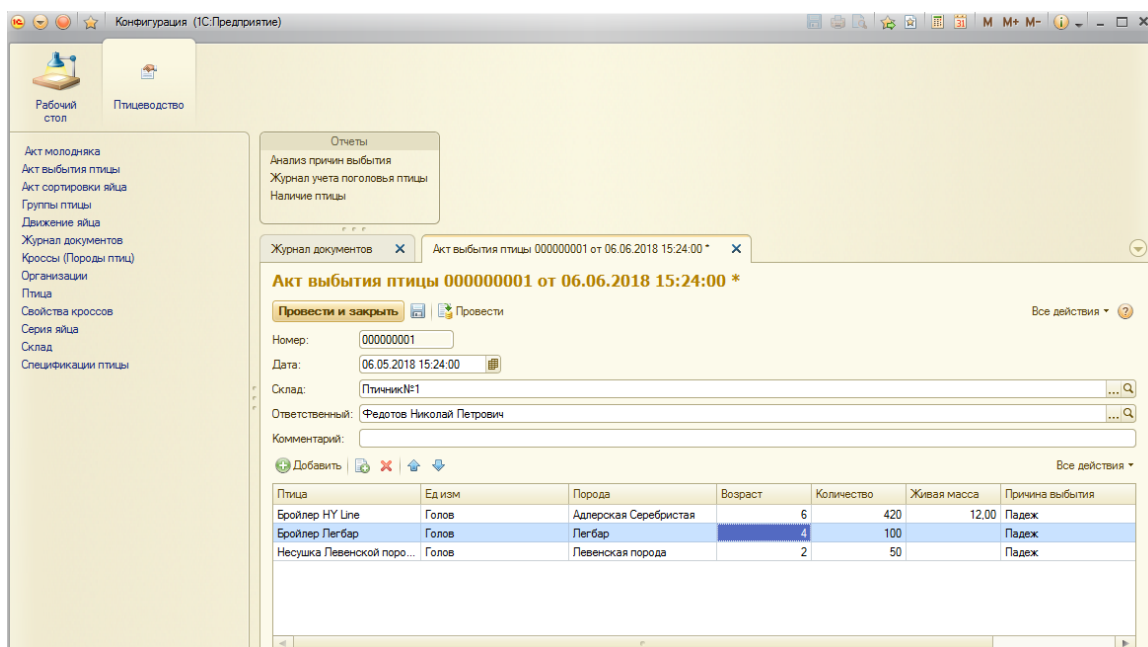 Конфигурация (1С:Предприятие)
M M+ M-
31
Рабочий
стол
Птицеводство
Акт молодняка
Акт выбытия птицы
Акт сортировки яйца
Группы птицы
Движение яйца
Журнал документов
Кроссы (Породы птиц)
Организации
Птица
Свойства кроссов
Серия яйца
Склад
Спецификации птицы
Отчеты
Анализ причин выбытия
Журнал учета поголовья птицы
Наличие птицы
Журнал документов
Акт выбытия птицы 000000001 от 06.06.2018 15:24:00 *
Акт выбытия птицы 000000001 от 06.06.2018 15:24:00 *
Провести и закрыть Провести Все действия
Номер: 000000001
Дата: 06.05.2018 15:24:00
Склад: Птичник№1
Ответственный: Федотов Николай Петрович
Комментарий:
Добавить Все действия
Птица Ед изм Порода Возраст Количество Живая масса Причина выбытия
Бройлер HY Line Голов Адлерская Серебристая 6 420 12,00 Падеж
Бройлер Легбар Голов Легбар 4 100 Падеж
Несушка Левенской поро... Голов Левенская порода 2 50 Падеж